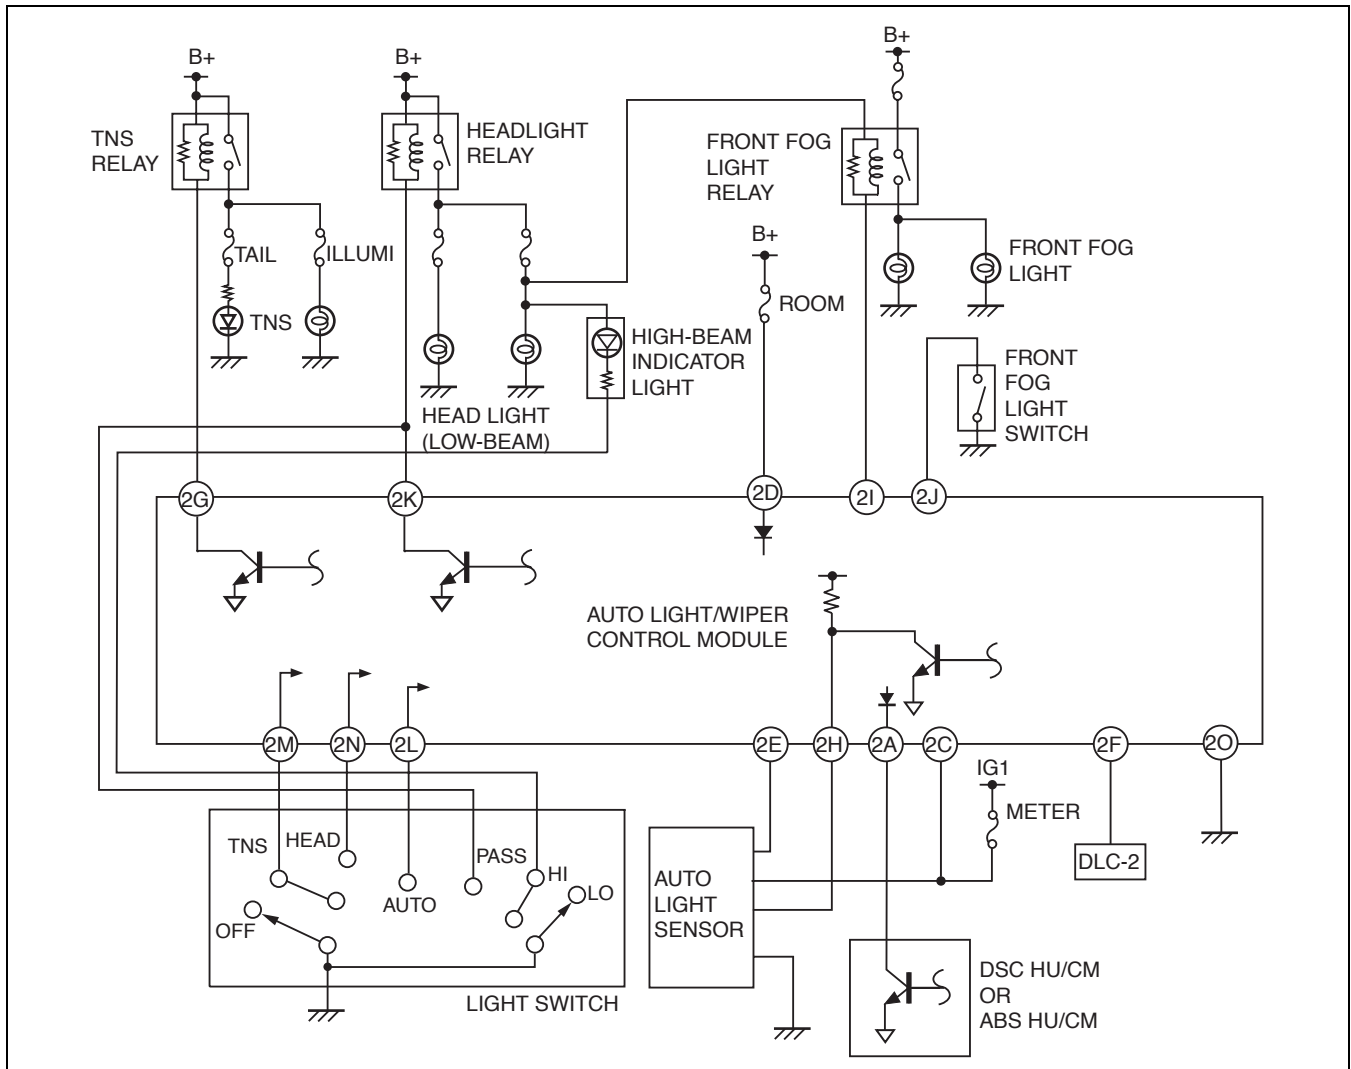 B+
B+
B+
TNS
RELAY
HEADLIGHT
RELAY
FRONT FOG
LIGHT
RELAY
TAIL
ILLUMI
B+
FRONT FOG
LIGHT
ROOM
TNS
HIGH-BEAM
INDICATOR
LIGHT
FRONT
FOG
LIGHT
SWITCH
HEAD LIGHT
(LOW-BEAM)
2G
2K
2D
2I
2J
AUTO LIGHT/WIPER
CONTROL MODULE
2M
2N
2L
2E
2H
2A
2C
2F
2O
IG1
METER
TNS
HEAD
PASS
HI
LO
AUTO
OFF
AUTO
LIGHT
SENSOR
DLC-2
DSC HU/CM
OR
ABS HU/CM
LIGHT SWITCH